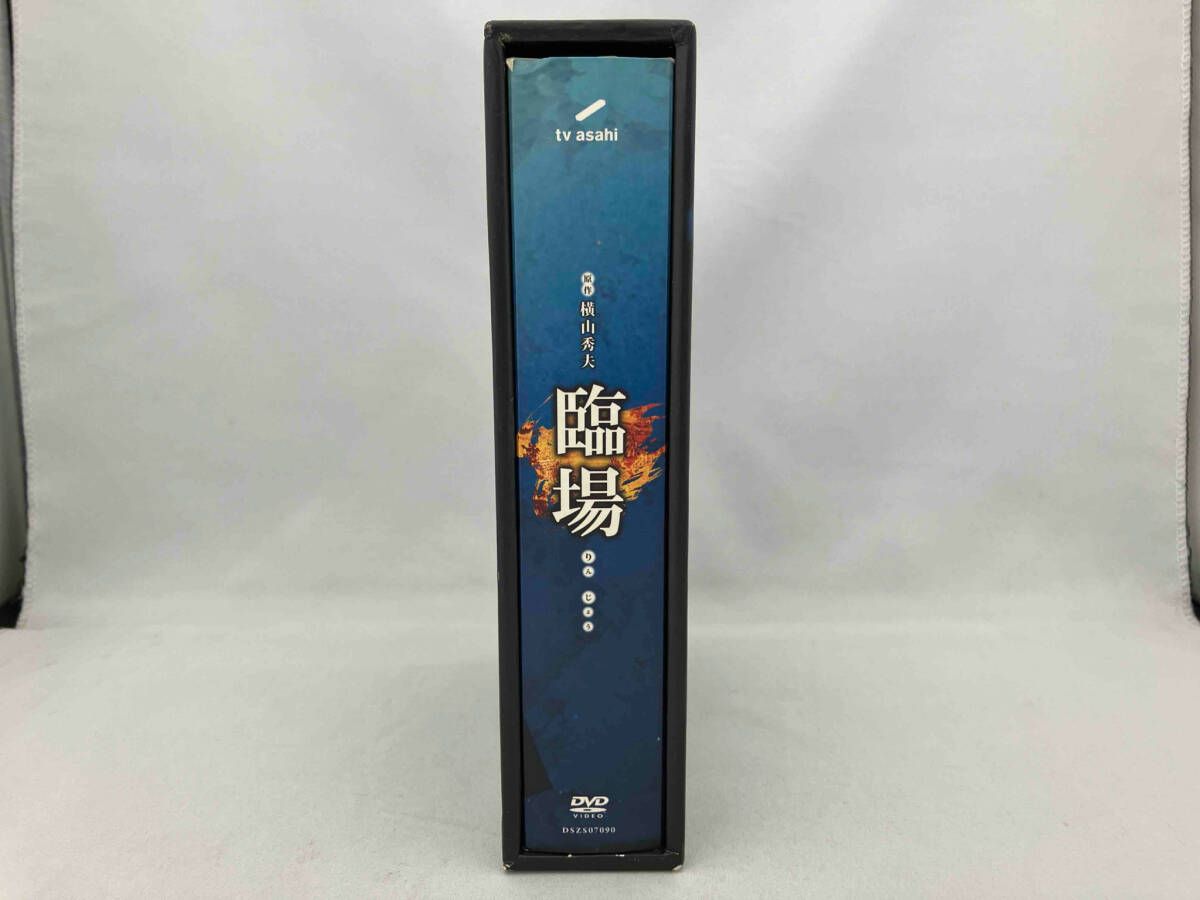 tv asahi
原作 横山秀夫
臨場
りんじょう
DVD
VIDEO
DSZS07090